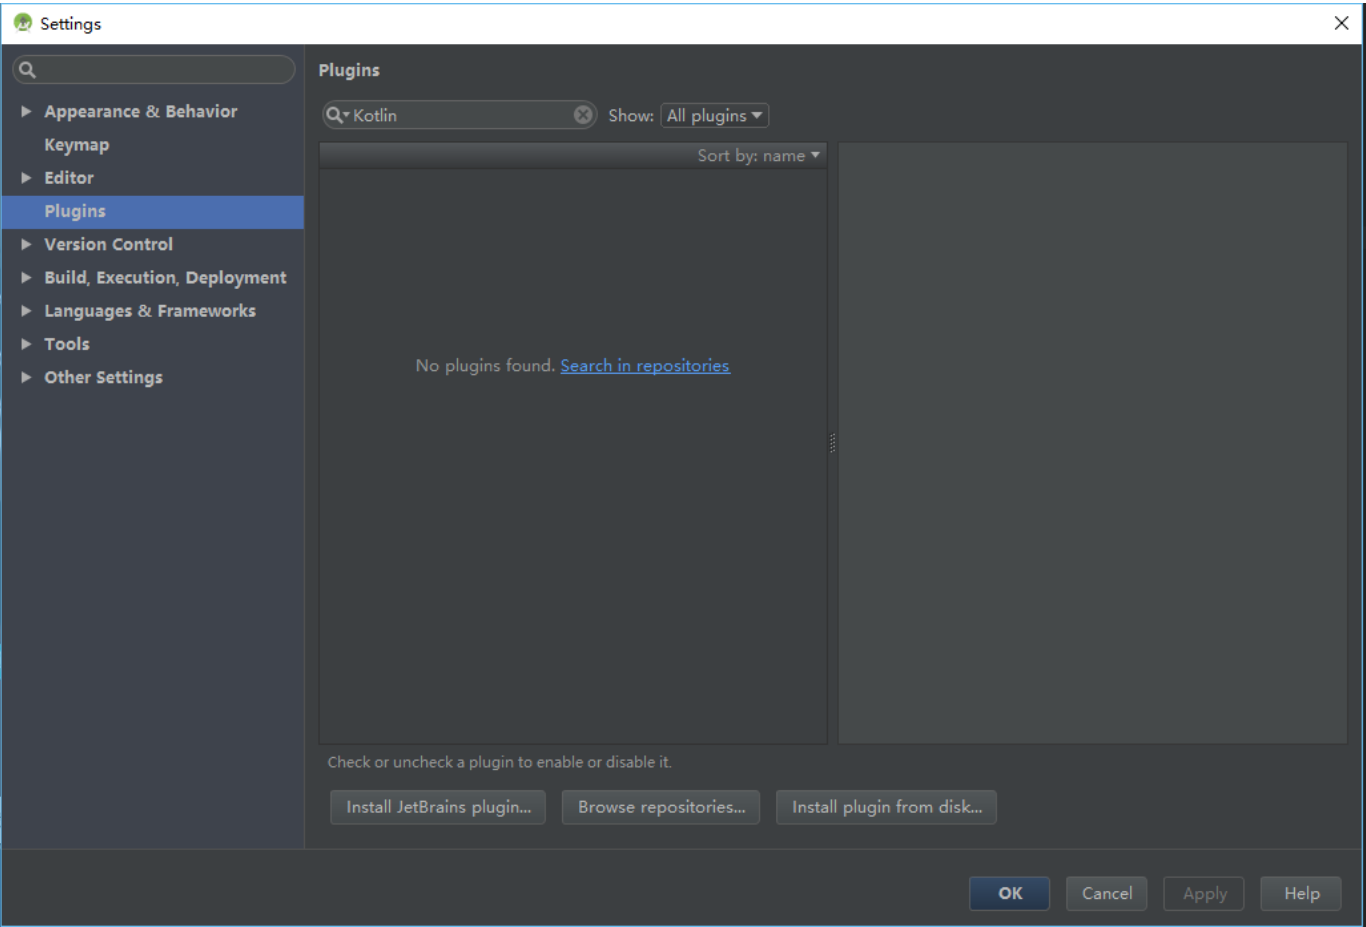 Settings
Plugins
Kotlin
Show: All plugins
Appearance & Behavior
Keymap
Editor
Plugins
Version Control
Build, Execution, Deployment
Languages & Frameworks
Tools
Other Settings
Sort by: name
No plugins found. Search in repositories
Check or uncheck a plugin to enable or disable it.
Install JetBrains plugin...
Browse repositories...
Install plugin from disk...
OK
Cancel
Apply
Help